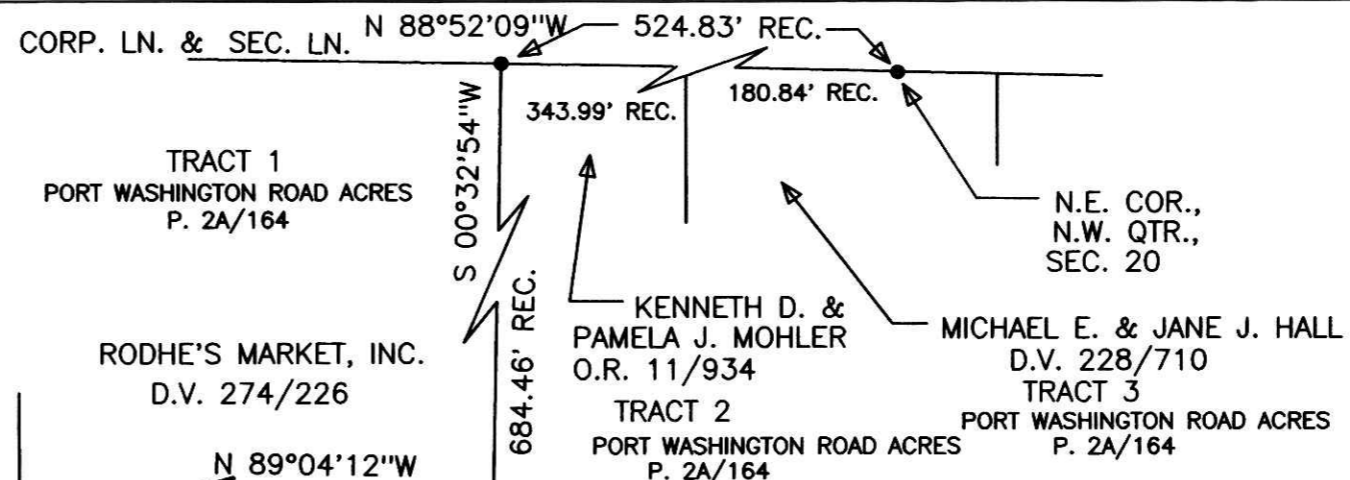 N 88°52'09"W
524.83' REC.
CORP. LN. & SEC. LN.
S 00°32'54"W
343.99' REC.
180.84' REC.
TRACT 1
PORT WASHINGTON ROAD ACRES
P. 2A/164
N.E. COR.,
N.W. QTR.,
SEC. 20
684.46' REC.
KENNETH D. &
PAMELA J. MOHLER
O.R. 11/934
MICHAEL E. & JANE J. HALL
D.V. 228/710
RODHE'S MARKET, INC.
D.V. 274/226
TRACT 2
PORT WASHINGTON ROAD ACRES
P. 2A/164
TRACT 3
PORT WASHINGTON ROAD ACRES
P. 2A/164
N 89°04'12"W